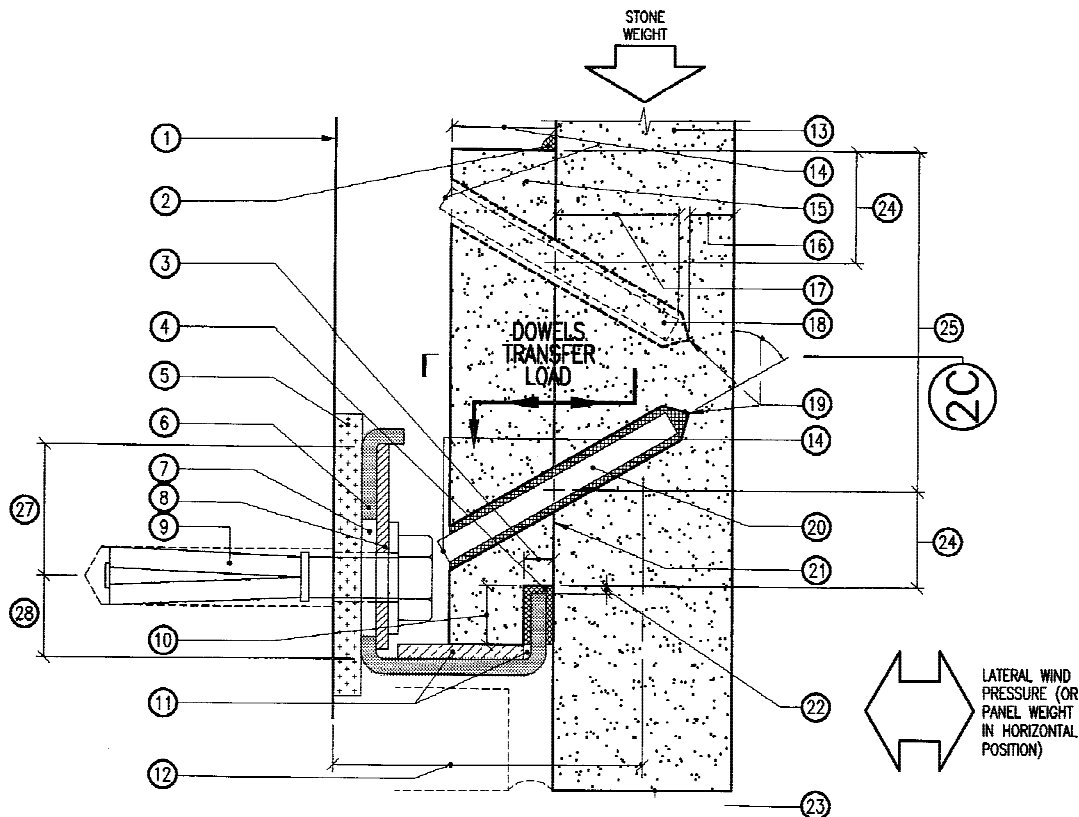 STONE
WEIGHT
1
2
3
4
5
6
7
8
9
10
11
12
27
28
DOWELS
TRANSFER
LOAD
13
14
15
24
16
17
18
25
2C
19
14
20
24
21
22
23
LATERAL WIND
PRESSURE (OR
PANEL WEIGHT
IN HORIZONTAL
POSITION)